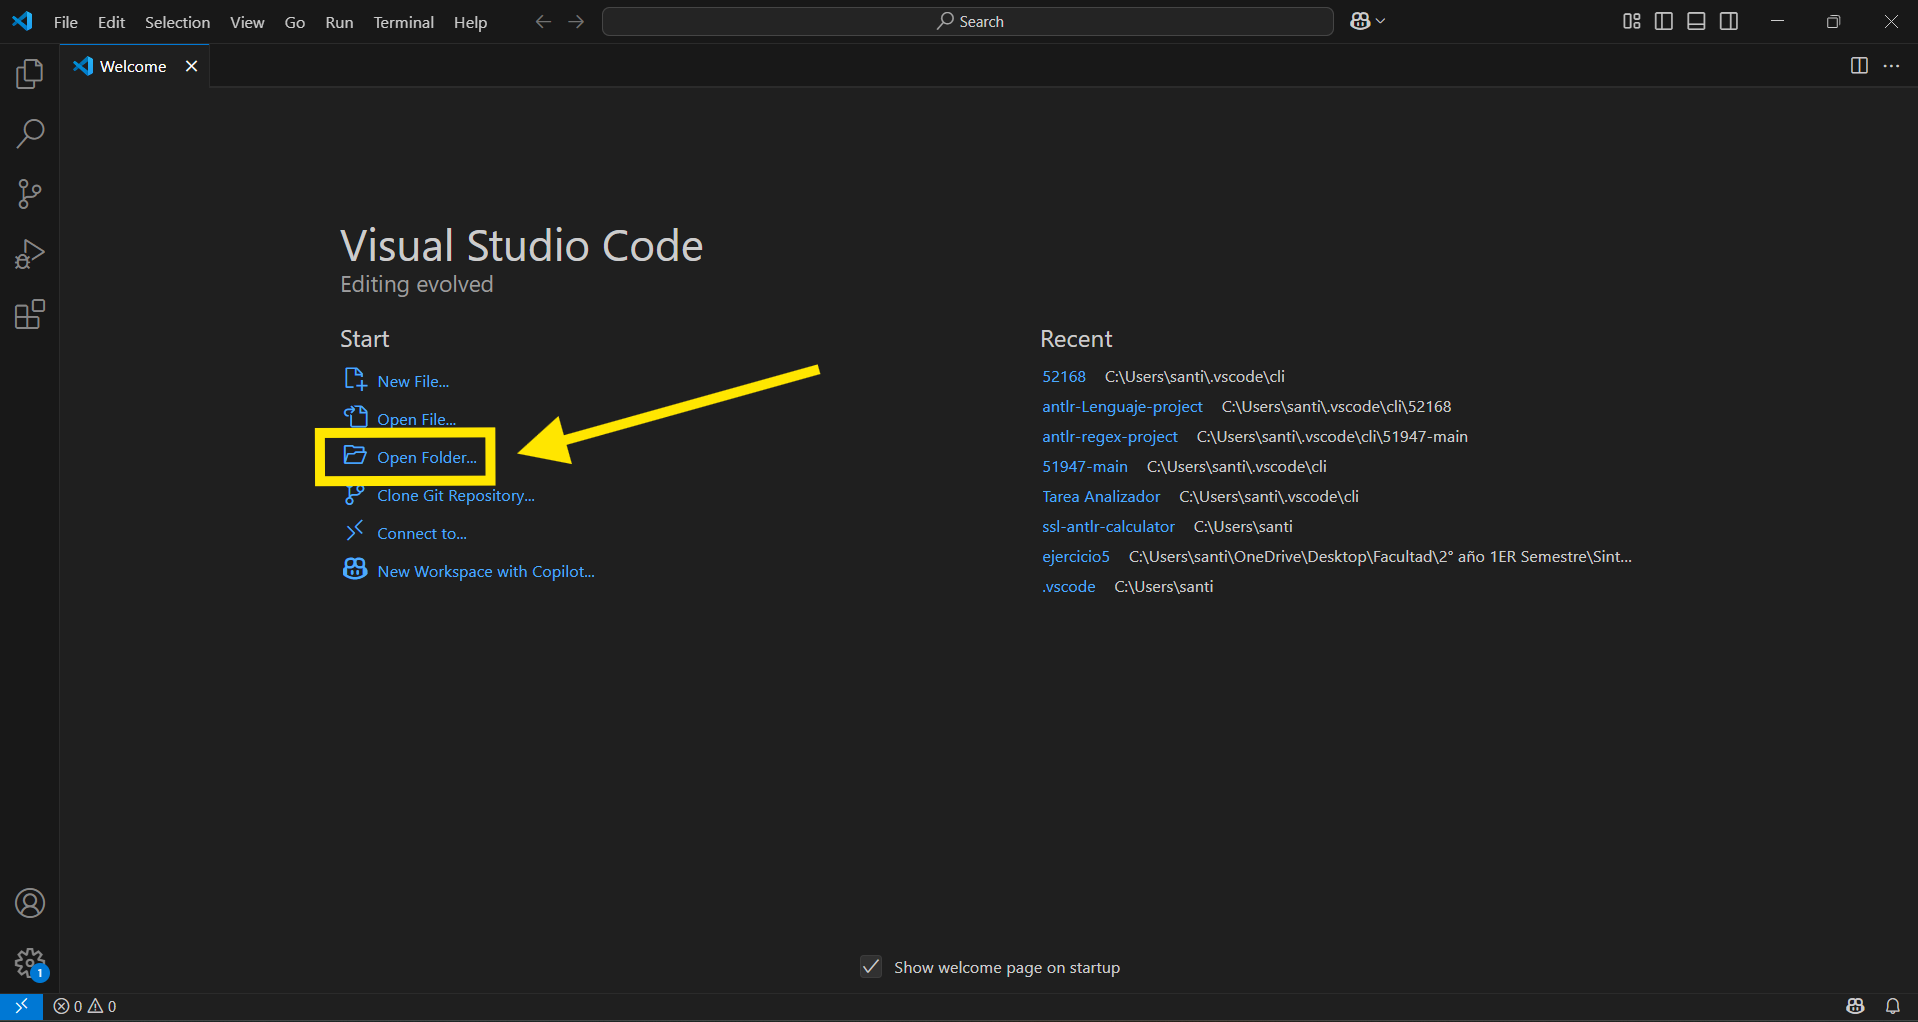 File Edit Selection View Go Run Terminal Help
Search
Welcome
Visual Studio Code
Editing evolved
Start
New File...
Open File...
Open Folder...
Clone Git Repository...
Connect to...
New Workspace with Copilot...
Recent
52168 C:\Users\santi\.vscode\cli
antlr-Lenguaje-project C:\Users\santi\.vscode\cli\52168
antlr-regex-project C:\Users\santi\.vscode\cli\51947-main
51947-main C:\Users\santi\.vscode\cli
Tarea Analizador C:\Users\santi\.vscode\cli
ssl-antlr-calculator C:\Users\santi
ejercicio5 C:\Users\santi\OneDrive\Desktop\Facultad\2° año 1ER Semestre\Sint...
.vscode C:\Users\santi
Show welcome page on startup
1
0 0